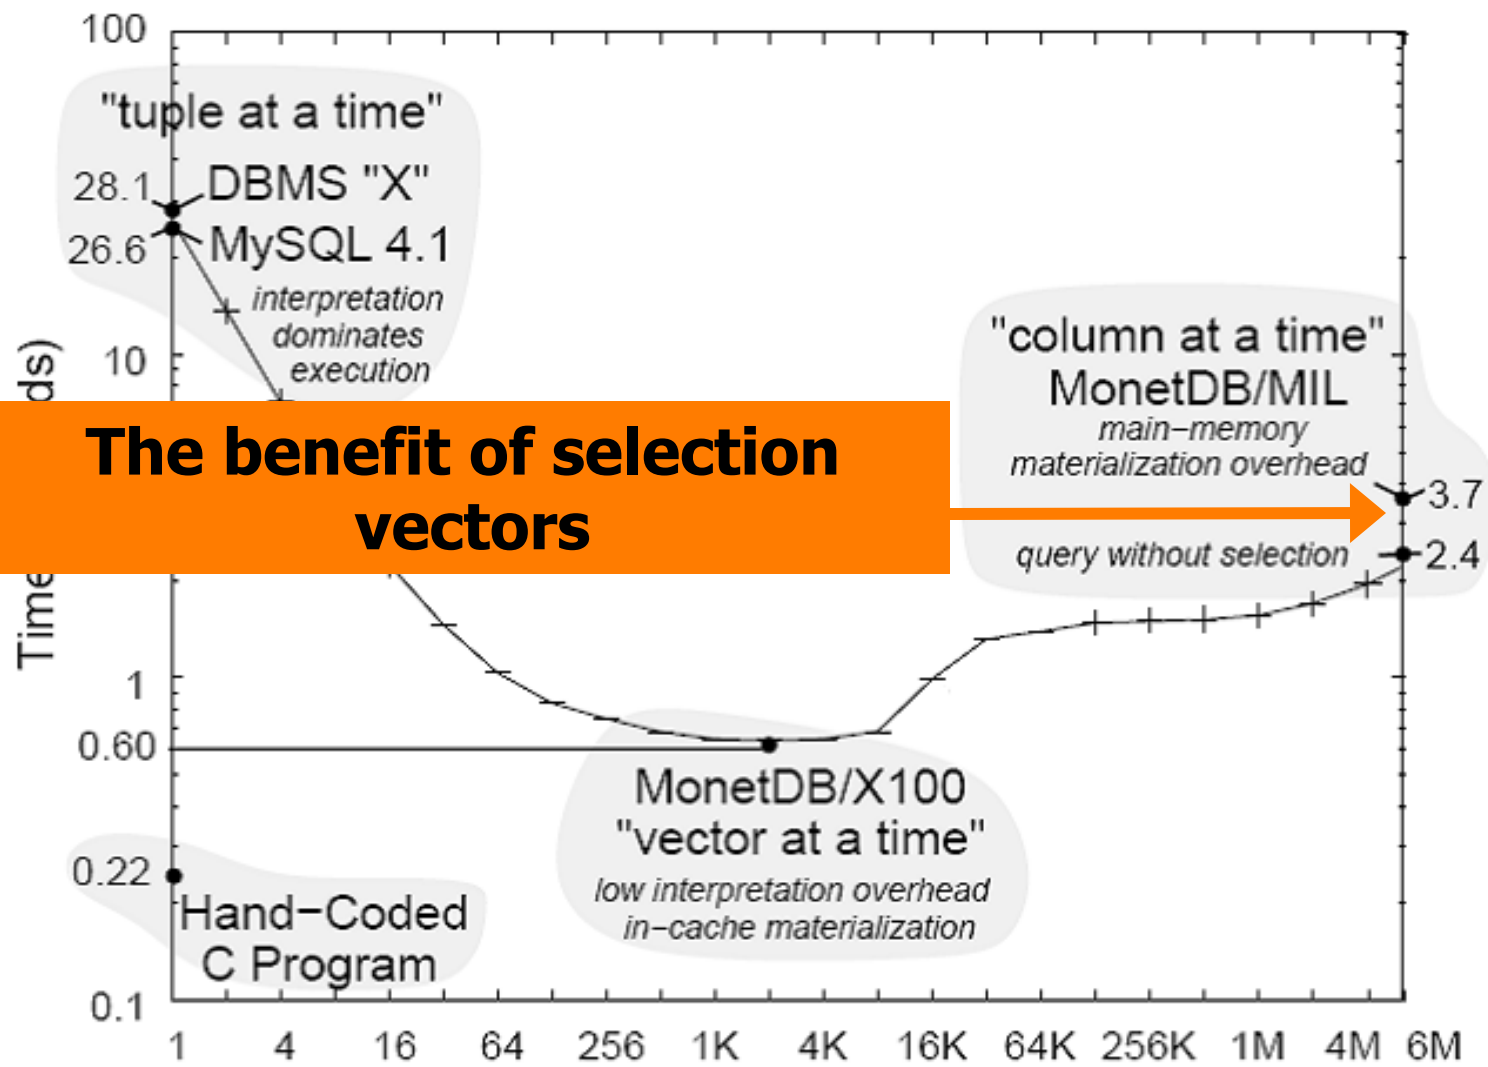 100
"tuple at a time"
28.1 DBMS "X"
26.6 MySQL 4.1
interpretation
dominates
execution
10
"column at a time"
MonetDB/MIL
main-memory
materialization overhead
3.7
query without selection
2.4
The benefit of selection
vectors
Time
ds)
1
0.60
MonetDB/X100
"vector at a time"
low interpretation overhead
in-cache materialization
0.22
Hand-Coded
C Program
0.1
1 4 16 64 256 1K 4K 16K 64K 256K 1M 4M 6M